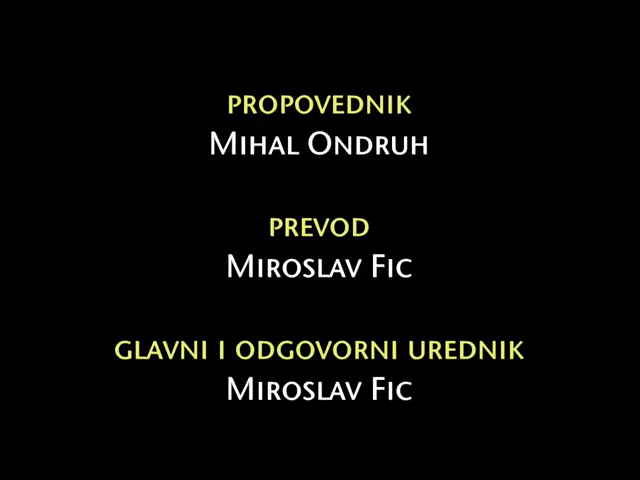 PROPOVEDNIK
MIHAL ONDRUH
PREVOD
MIROSLAV FIC
GLAVNI I ODGOVORNI UREDNIK
MIROSLAV FIC